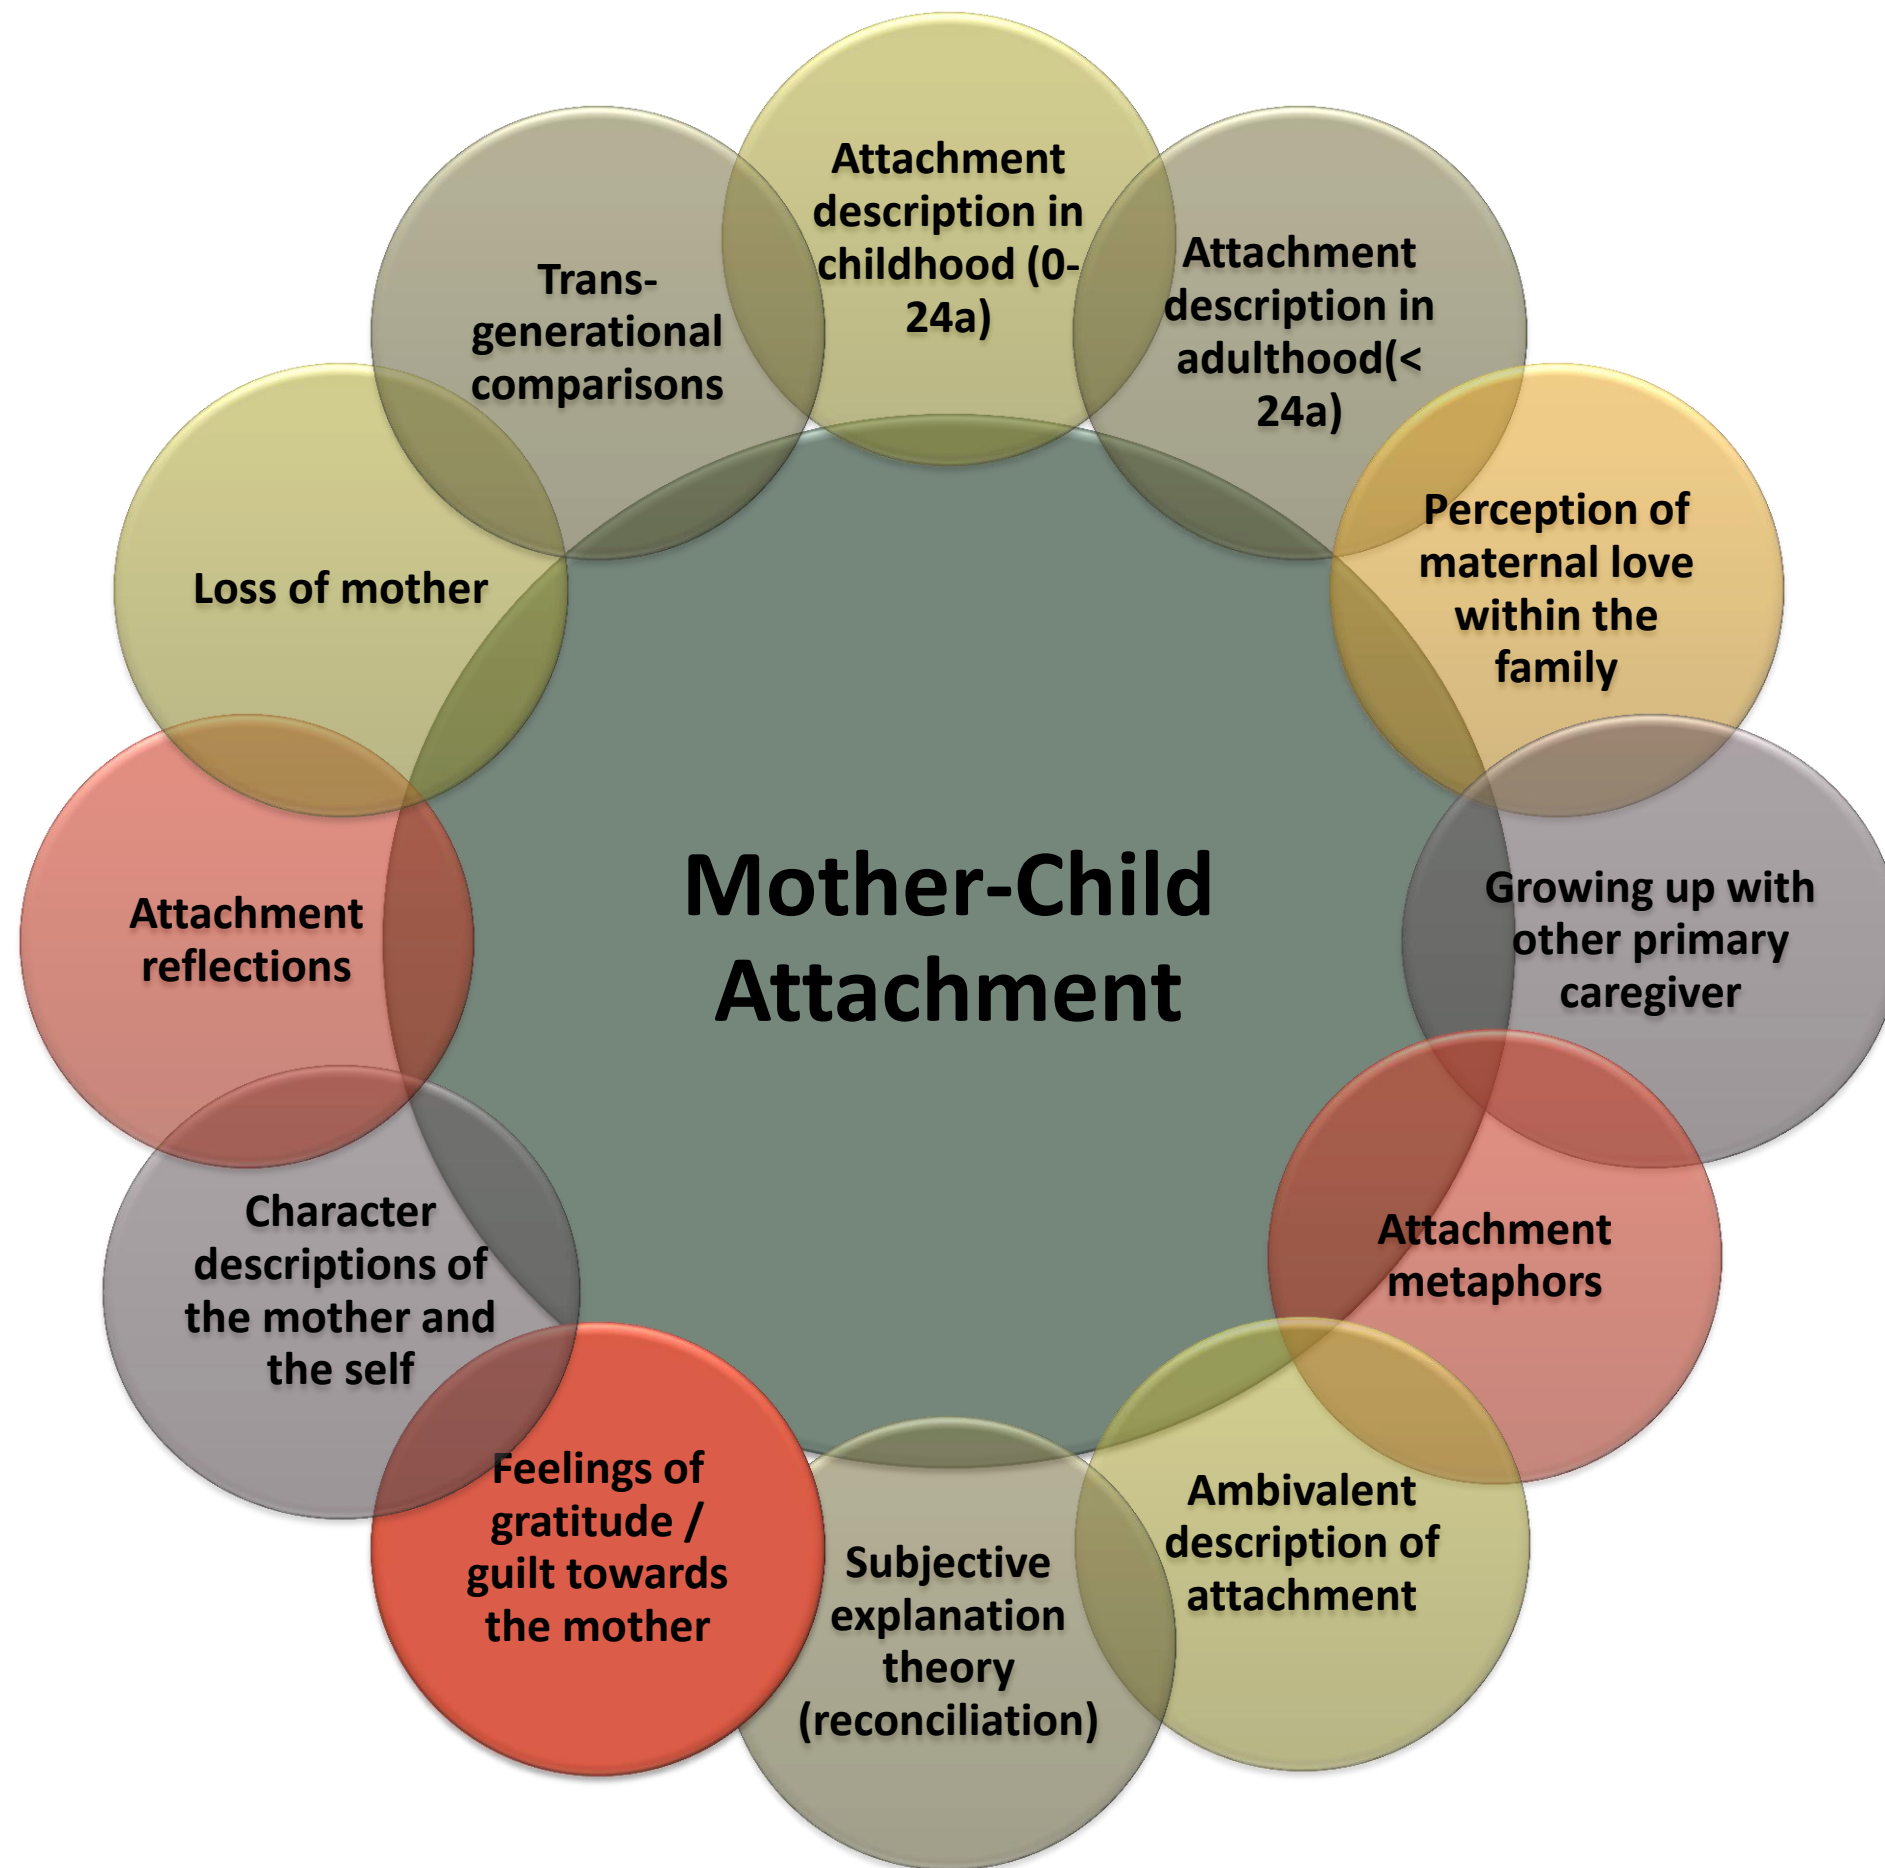 Attachment
description in
childhood (0-
24a)
Attachment
description in
adulthood(<
24a)
Perception of
maternal love
within the
family
Growing up with
other primary
caregiver
Attachment
metaphors
Ambivalent
description of
attachment
Subjective
explanation
theory
(reconciliation)
Feelings of
gratitude /
guilt towards
the mother
Character
descriptions of
the mother and
the self
Attachment
reflections
Loss of mother
Trans-
generational
comparisons
Mother-Child
Attachment